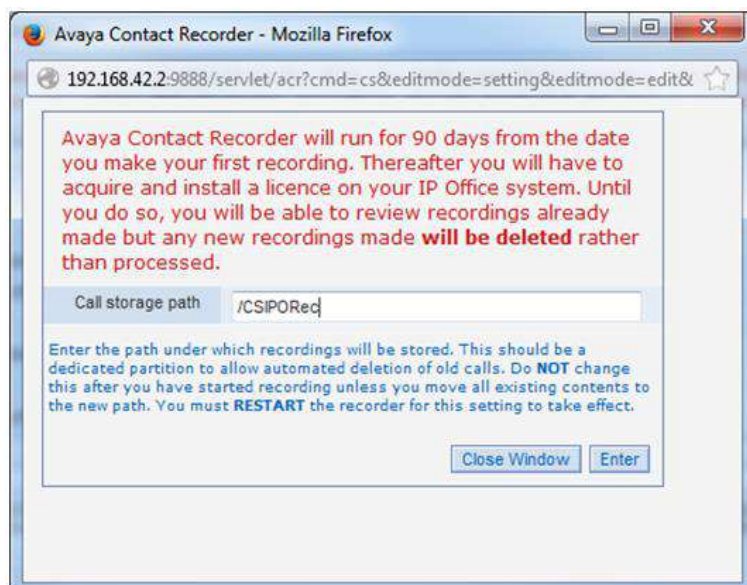 Avaya Contact Recorder - Mozilla Firefox
192.168.42.2:9888/servlet/acr?cmd=cs&editmode=setting&editmode=edit&
Avaya Contact Recorder will run for 90 days from the date
you make your first recording. Thereafter you will have to
acquire and install a licence on your IP Office system. Until
you do so, you will be able to review recordings already
made but any new recordings made will be deleted rather
than processed.
Call storage path /CSIPORec
Enter the path under which recordings will be stored. This should be a
dedicated partition to allow automated deletion of old calls. Do NOT change
this after you have started recording unless you move all existing contents to
the new path. You must RESTART the recorder for this setting to take effect.
Close Window Enter